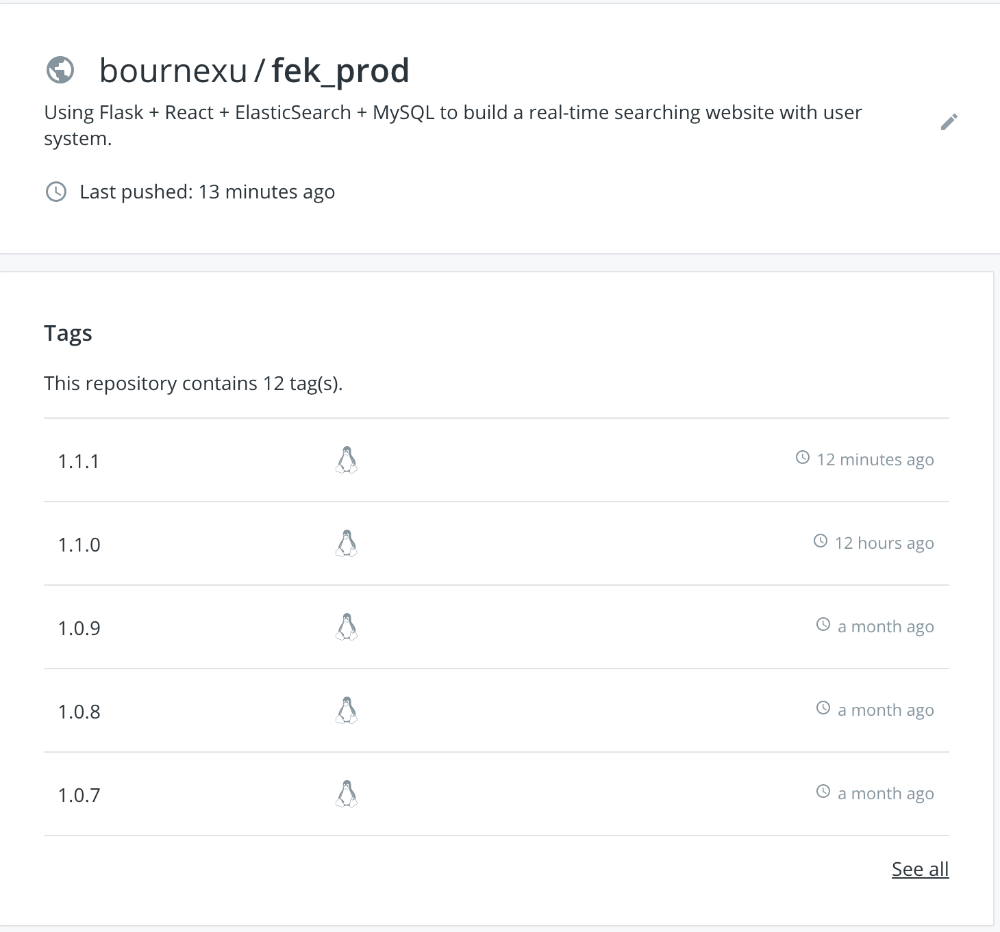 bournexu / fek_prod
Using Flask + React + ElasticSearch + MySQL to build a real-time searching website with user
system.
Last pushed: 13 minutes ago
Tags
This repository contains 12 tag(s).
1.1.1 12 minutes ago
1.1.0 12 hours ago
1.0.9 a month ago
1.0.8 a month ago
1.0.7 a month ago
See all